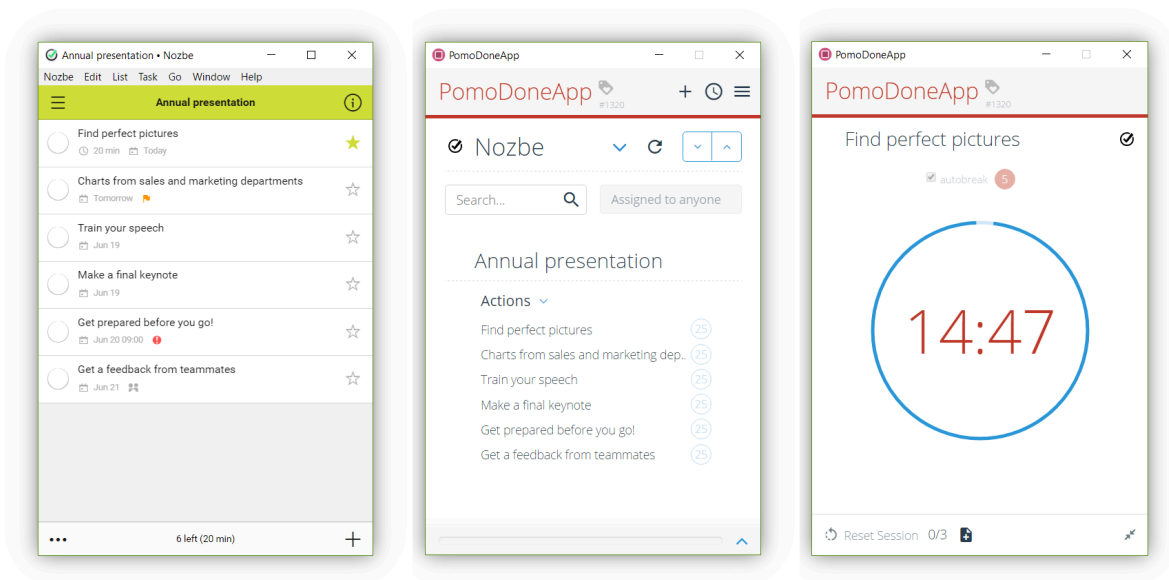 Annual presentation • Nozbe
Nozbe Edit List Task Go Window Help
Annual presentation
Find perfect pictures
20 min Today
Charts from sales and marketing departments
Tomorrow
Train your speech
Jun 19
Make a final keynote
Jun 19
Get prepared before you go!
Jun 20 09:00
Get a feedback from teammates
Jun 21
6 left (20 min)
PomoDoneApp
PomoDoneApp
#1320
Nozbe
Search...
Assigned to anyone
Annual presentation
Actions
Find perfect pictures 25
Charts from sales and marketing dep.. 25
Train your speech 25
Make a final keynote 25
Get prepared before you go! 25
Get a feedback from teammates 25
PomoDoneApp
PomoDoneApp
#1320
Find perfect pictures
autobreak 5
14:47
Reset Session 0/3